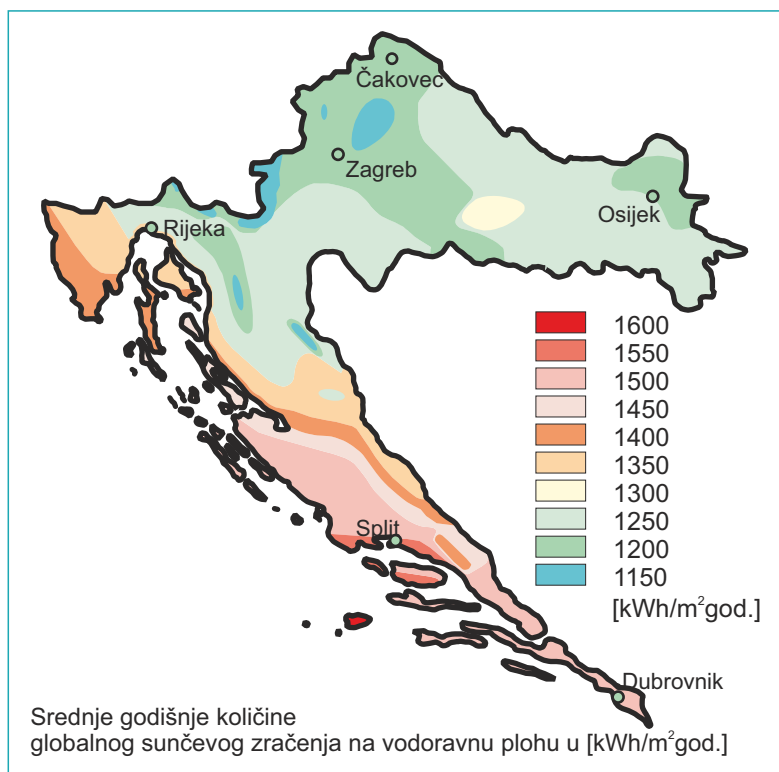 Čakovec
Zagreb
Osijek
Rijeka
1600
1550
1500
1450
1400
1350
1300
1250
1200
1150
[kWh/m²god.]
Split
Dubrovnik
Srednje godišnje količine
globalnog sunčevog zračenja na vodoravnu plohu u [kWh/m²god.]